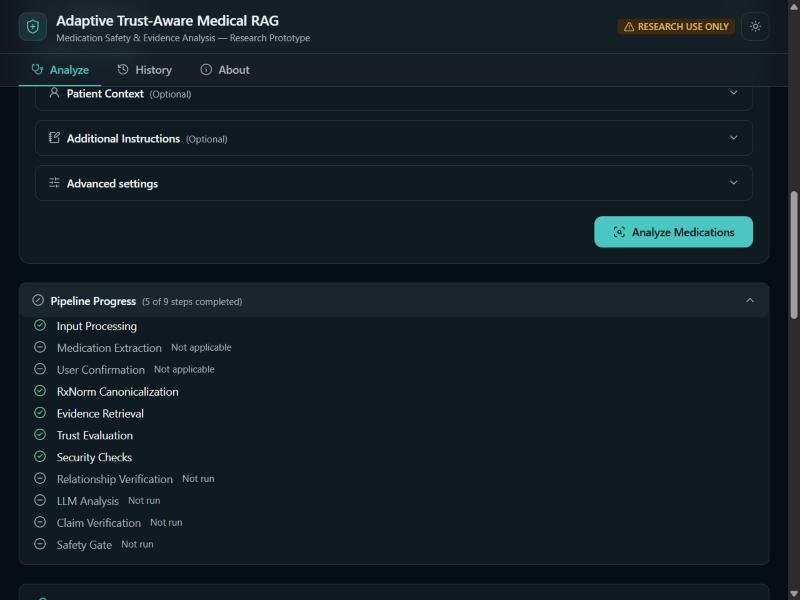 Adaptive Trust-Aware Medical RAG
Medication Safety & Evidence Analysis — Research Prototype
RESEARCH USE ONLY
Analyze
History
About
Patient Context (Optional)
Additional Instructions (Optional)
Advanced settings
Analyze Medications
Pipeline Progress (5 of 9 steps completed)
Input Processing
Medication Extraction Not applicable
User Confirmation Not applicable
RxNorm Canonicalization
Evidence Retrieval
Trust Evaluation
Security Checks
Relationship Verification Not run
LLM Analysis Not run
Claim Verification Not run
Safety Gate Not run